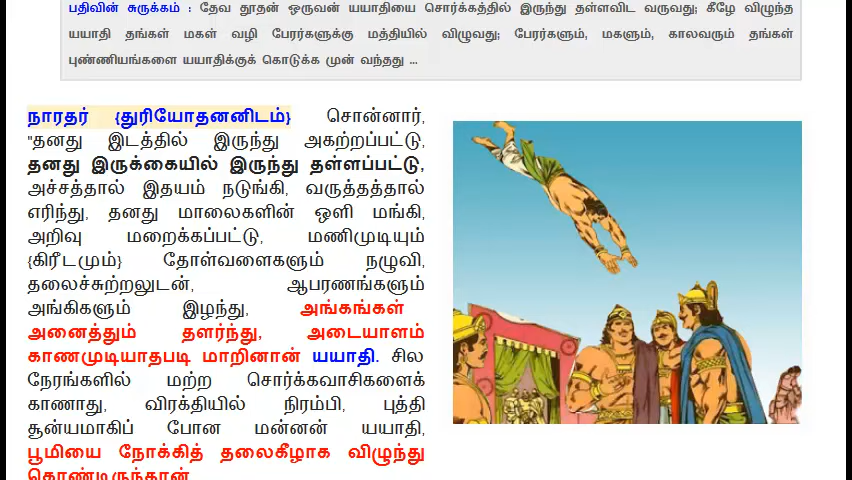 பதிவின் சுருக்கம் : தேவ தூதன் ஒருவன் யயாதியை சொர்க்கத்தில் இருந்து தள்ளவிட வருவது; கீழே விழுந்த
யயாதி தங்கள் மகள் வழி பேரர்களுக்கு மத்தியில் விழுவது; பேரர்களும், மகளும், காலவரும் தங்கள்
புண்ணியங்களை யயாதிக்குக் கொடுக்க முன் வந்தது ...
நாரதர் {துரியோதனனிடம்} சொன்னார்,
"தனது இடத்தில் இருந்து அகற்றப்பட்டு,
தனது இருக்கையில் இருந்து தள்ளப்பட்டு,
அச்சத்தால் இதயம் நடுங்கி, வருத்தத்தால்
எரிந்து, தனது மாலைகளின் ஒளி மங்கி,
அறிவு மறைக்கப்பட்டு, மணிமுடியும்
{கிரீடமும்} தோள்வளைகளும் நழுவி,
தலைச்சுற்றலுடன், ஆபரணங்களும்
அங்கிகளும் இழந்து, அங்கங்கள்
அனைத்தும் தளர்ந்து, அடையாளம்
காணமுடியாதபடி மாறினான் யயாதி. சில
நேரங்களில் மற்ற சொர்க்கவாசிகளைக்
காணாது, விரக்தியில் நிரம்பி, புத்தி
சூன்யமாகிப் போன மன்னன் யயாதி,
பூமியை நோக்கித் தலைகீழாக விழுந்து
கொண்டிருந்தான்